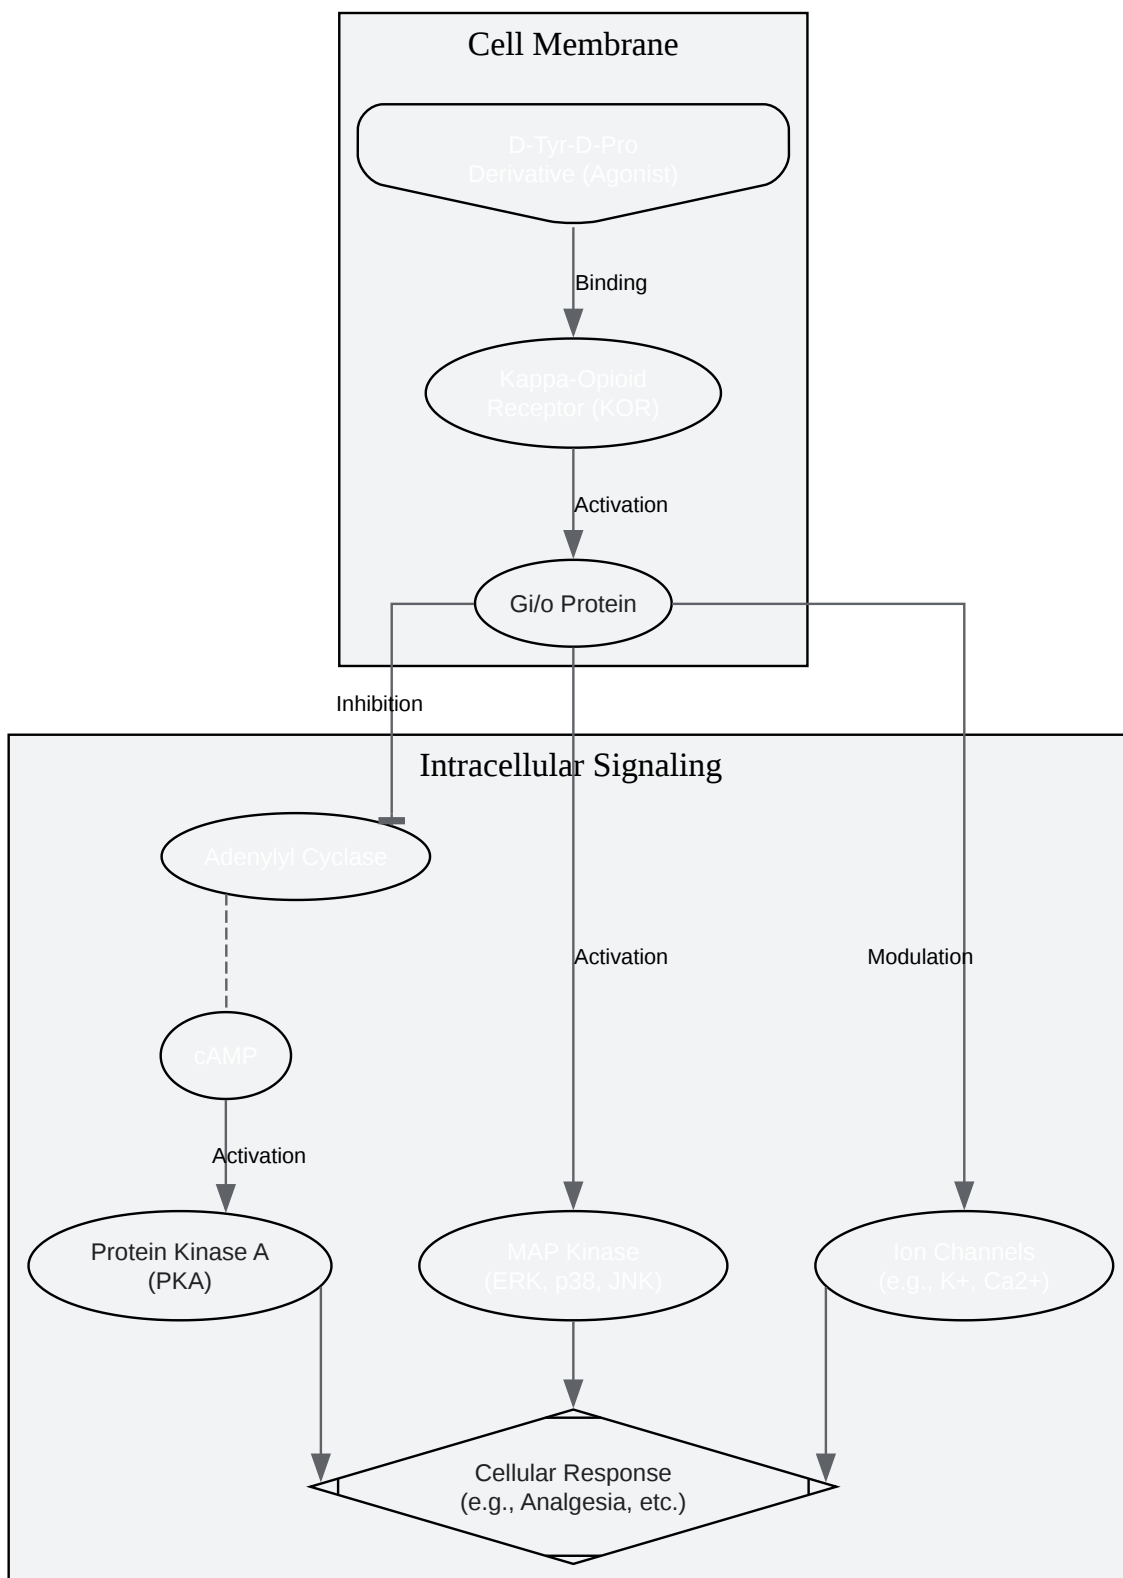 Cell Membrane
D-Tyr-D-Pro
Derivative (Agonist)
Binding
Kappa-Opioid
Receptor (KOR)
Activation
Gi/o Protein
Inhibition
Intracellular Signaling
Adenylyl Cyclase
Activation
Modulation
cAMP
Activation
Protein Kinase A
(PKA)
MAP Kinase
(ERK, p38, JNK)
Ion Channels
(e.g., K+, Ca2+)
Cellular Response
(e.g., Analgesia, etc.)